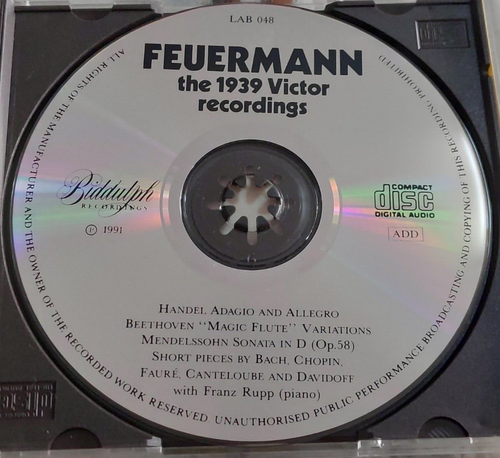 LAB 048
FEUERMANN
the 1939 Victor
recordings
Biddulph
RECORDINGS
℗ 1991
COMPACT
disc
DIGITAL AUDIO
ADD
HANDEL ADAGIO AND ALLEGRO
BEETHOVEN "MAGIC FLUTE" VARIATIONS
MENDELSSOHN SONATA IN D (Op.58)
SHORT PIECES BY BACH, CHOPIN,
FAURÉ, CANTELOUBE AND DAVIDOFF
with Franz Rupp (piano)
ALL RIGHTS OF THE MANUFACTURER AND THE OWNER OF THE RECORDED WORK RESERVED UNAUTHORISED PUBLIC PERFORMANCE BROADCASTING AND COPYING OF THIS RECORDING PROHIBITED